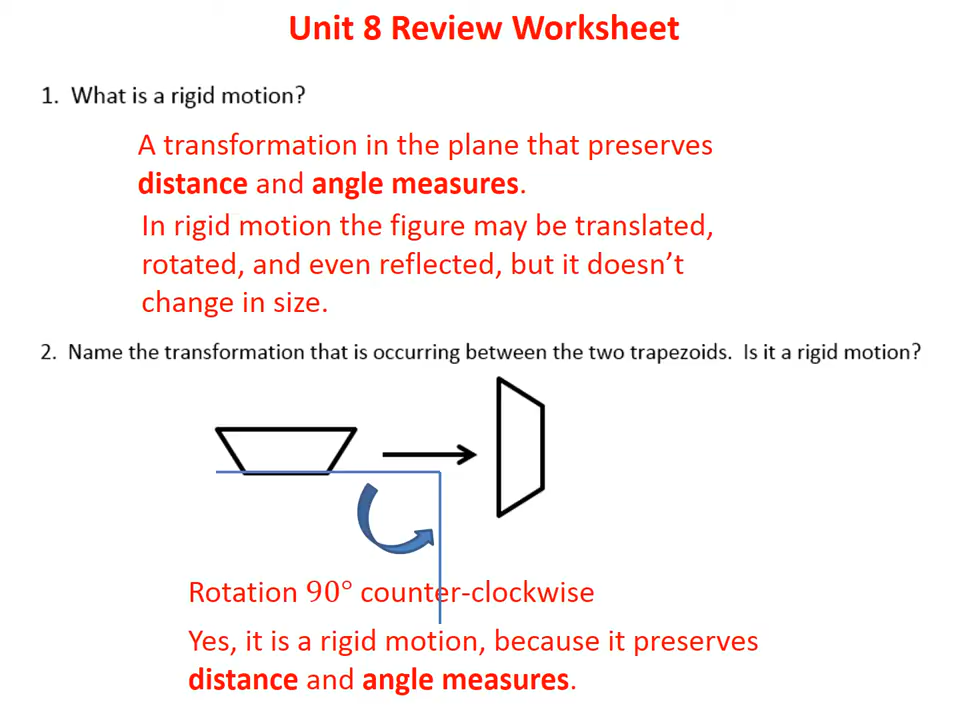 Unit 8 Review Worksheet
1. What is a rigid motion?
A transformation in the plane that preserves
distance and angle measures.
In rigid motion the figure may be translated,
rotated, and even reflected, but it doesn’t
change in size.
2. Name the transformation that is occurring between the two trapezoids. Is it a rigid motion?
Rotation 90° counter-clockwise
Yes, it is a rigid motion, because it preserves
distance and angle measures.